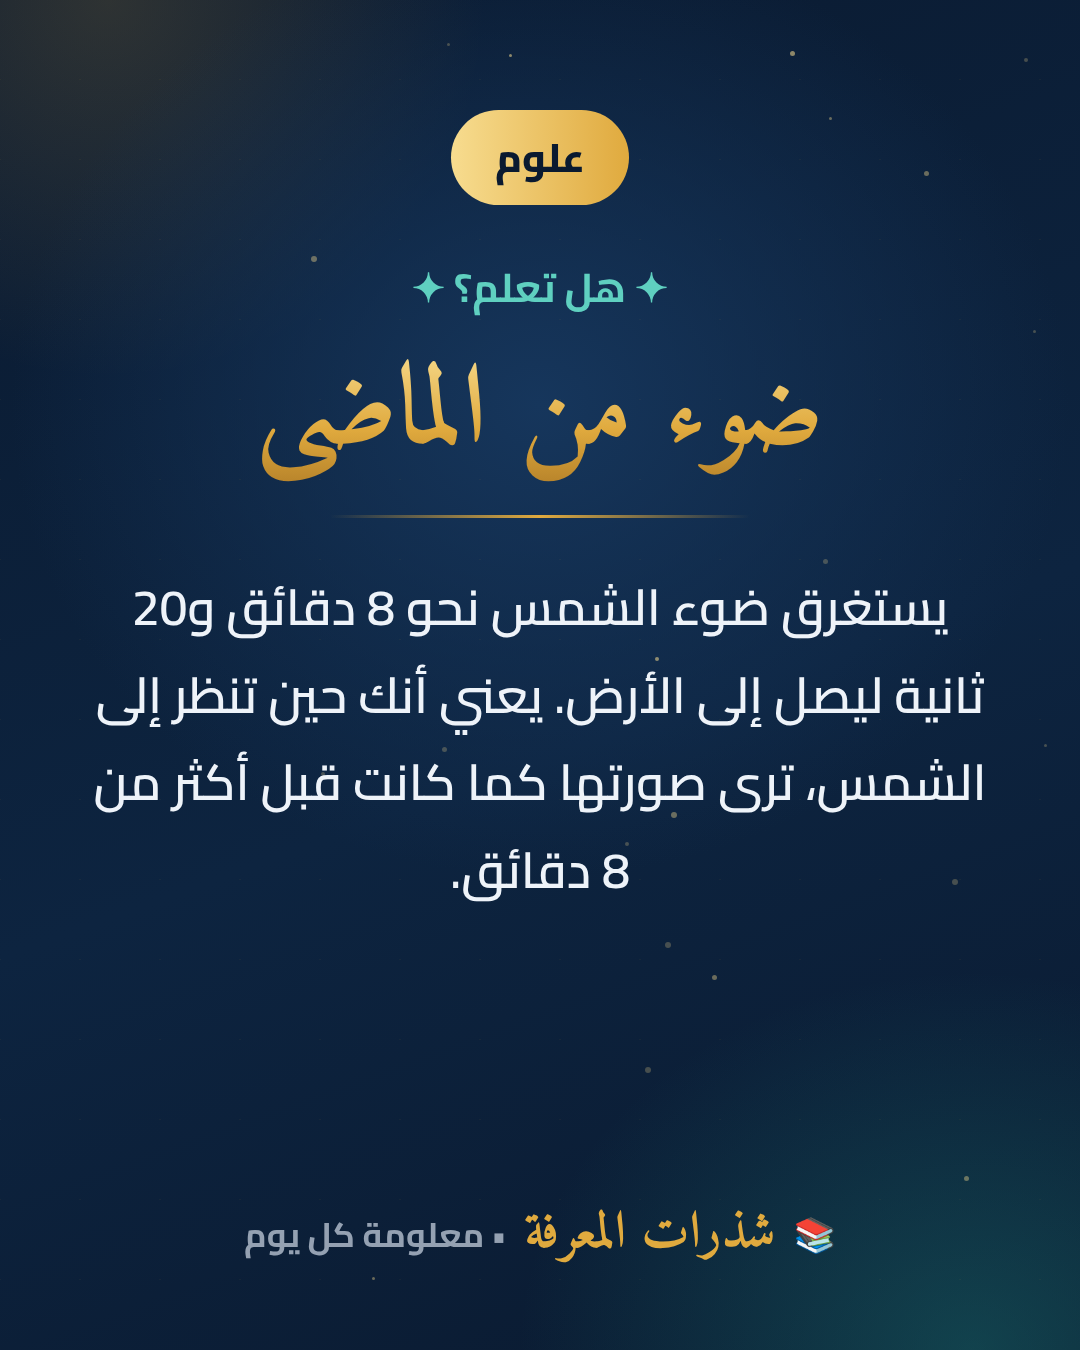 علوم
✦ هل تعلم؟ ✦
ضوء من الماضي
يستغرق ضوء الشمس نحو 8 دقائق و20
ثانية ليصل إلى الأرض. يعني أنك حين تنظر إلى
الشمس، ترى صورتها كما كانت قبل أكثر من
8 دقائق.
📚 شذرات المعرفة ▪ معلومة كل يوم